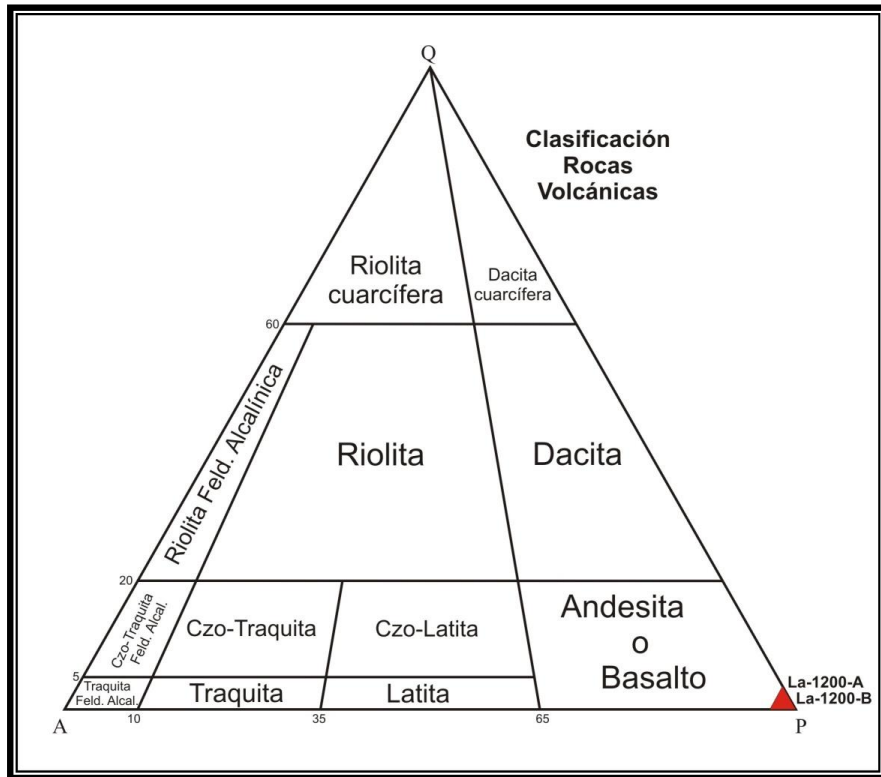 Q
Clasificación
Rocas
Volcánicas
Riolita
cuarcífera
Dacita
cuarcífera
60
Riolita Feld. Alcalínica
Riolita
Dacita
20
Czo-Traquita
Feld. Alcal.
Czo-Traquita
Czo-Latita
Andesita
o
Basalto
5
Traquita
Feld. Alcal.
Traquita
Latita
La-1200-A
La-1200-B
A
10
35
65
P